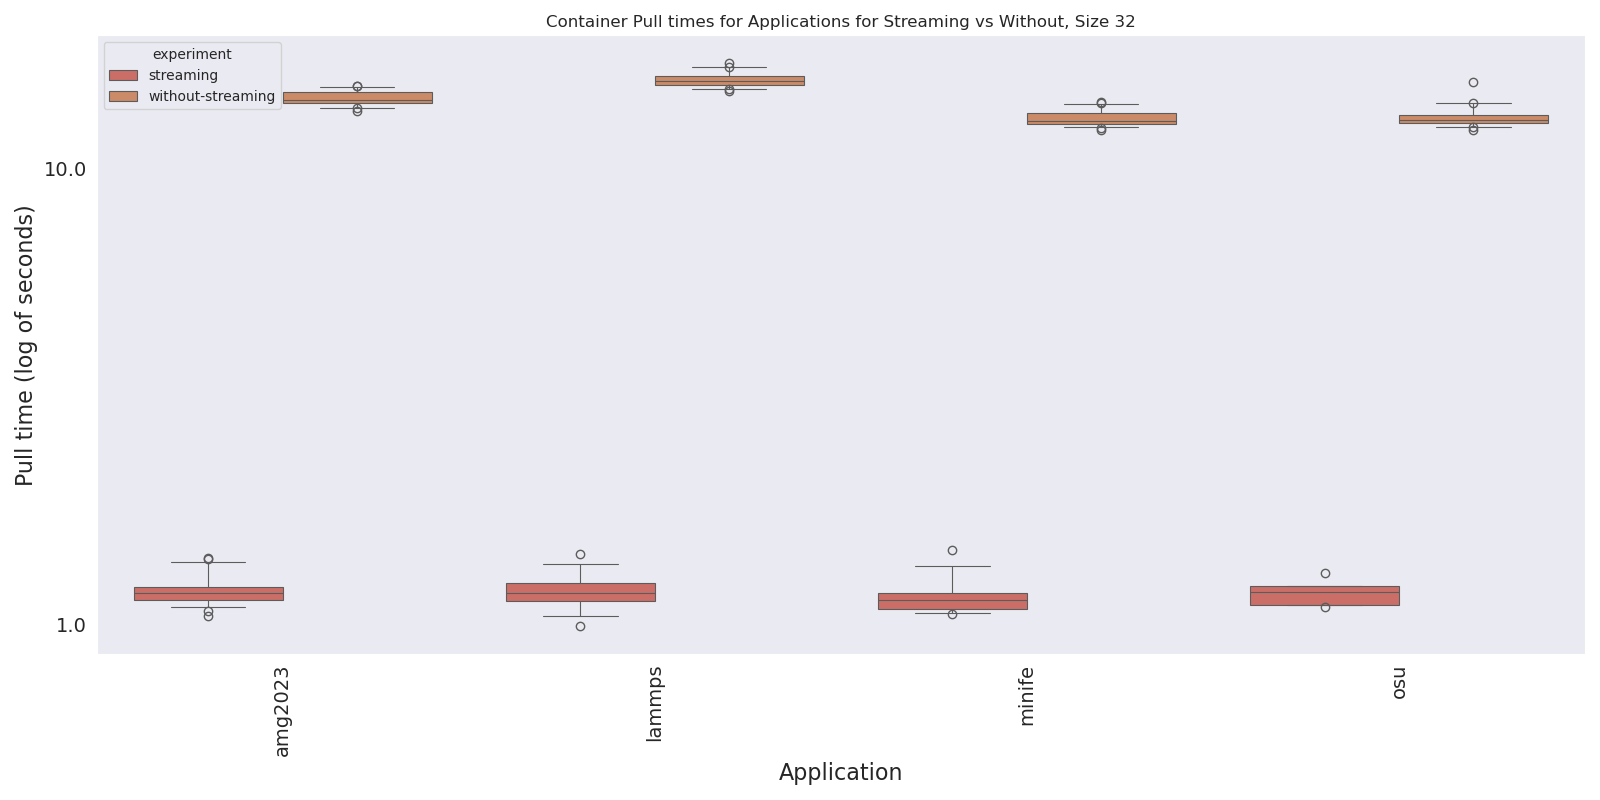 Container Pull times for Applications for Streaming vs Without, Size 32
experiment
streaming
without-streaming
10.0
1.0
Pull time (log of seconds)
amg2023
lammps
minife
osu
Application